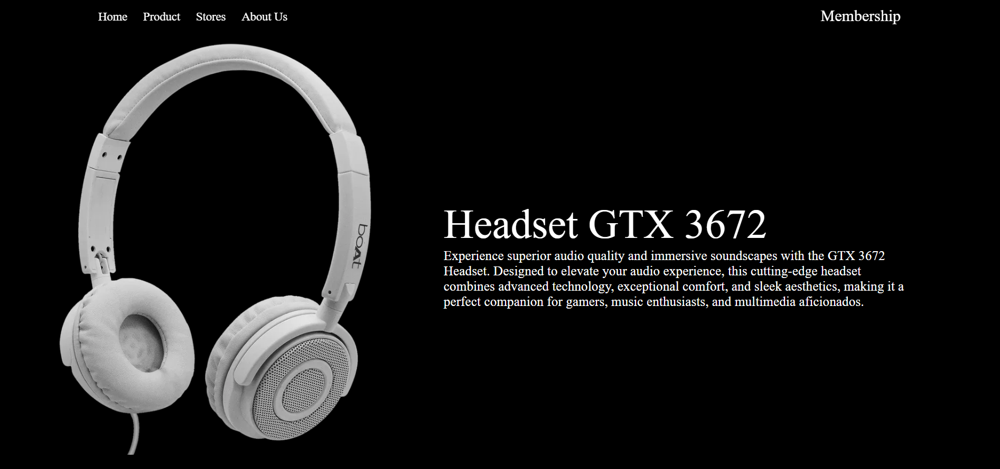 Home Product Stores About Us Membership
boAt
Headset GTX 3672
Experience superior audio quality and immersive soundscapes with the GTX 3672
Headset. Designed to elevate your audio experience, this cutting-edge headset
combines advanced technology, exceptional comfort, and sleek aesthetics, making it a
perfect companion for gamers, music enthusiasts, and multimedia aficionados.